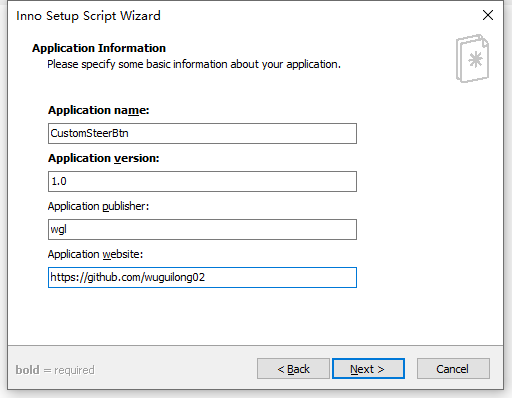 Inno Setup Script Wizard
Application Information
Please specify some basic information about your application.
Application name:
CustomSteerBtn
Application version:
1.0
Application publisher:
wgl
Application website:
https://github.com/wuguilong02
bold = required
< Back
Next >
Cancel